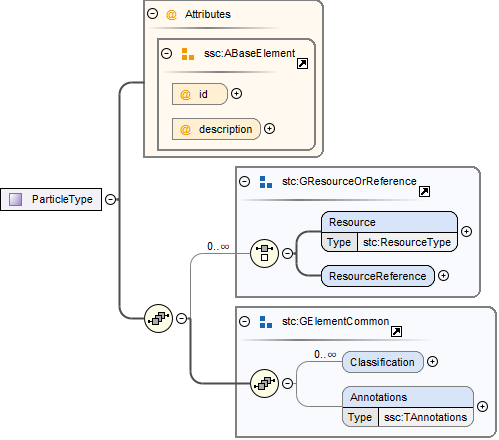 Attributes
ssc:ABaseElement
@ id
@ description
ParticleType
stc:GResourceOrReference
0..∞
Resource
Type stc:ResourceType
ResourceReference
stc:GElementCommon
0..∞
Classification
Annotations
Type ssc:TAnnotations